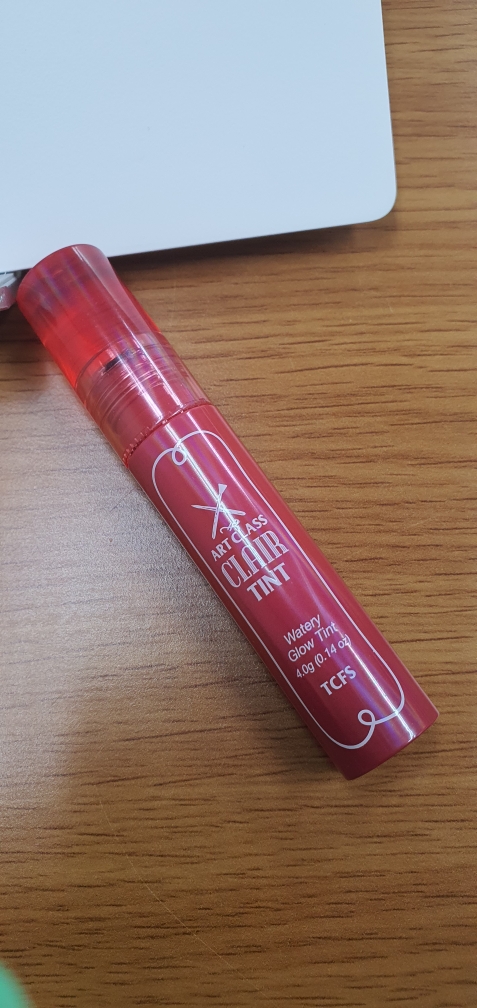 ART CLASS
CLAIR
TINT
Watery
Glow Tint
4.0g (0.14 oz)
TCFS